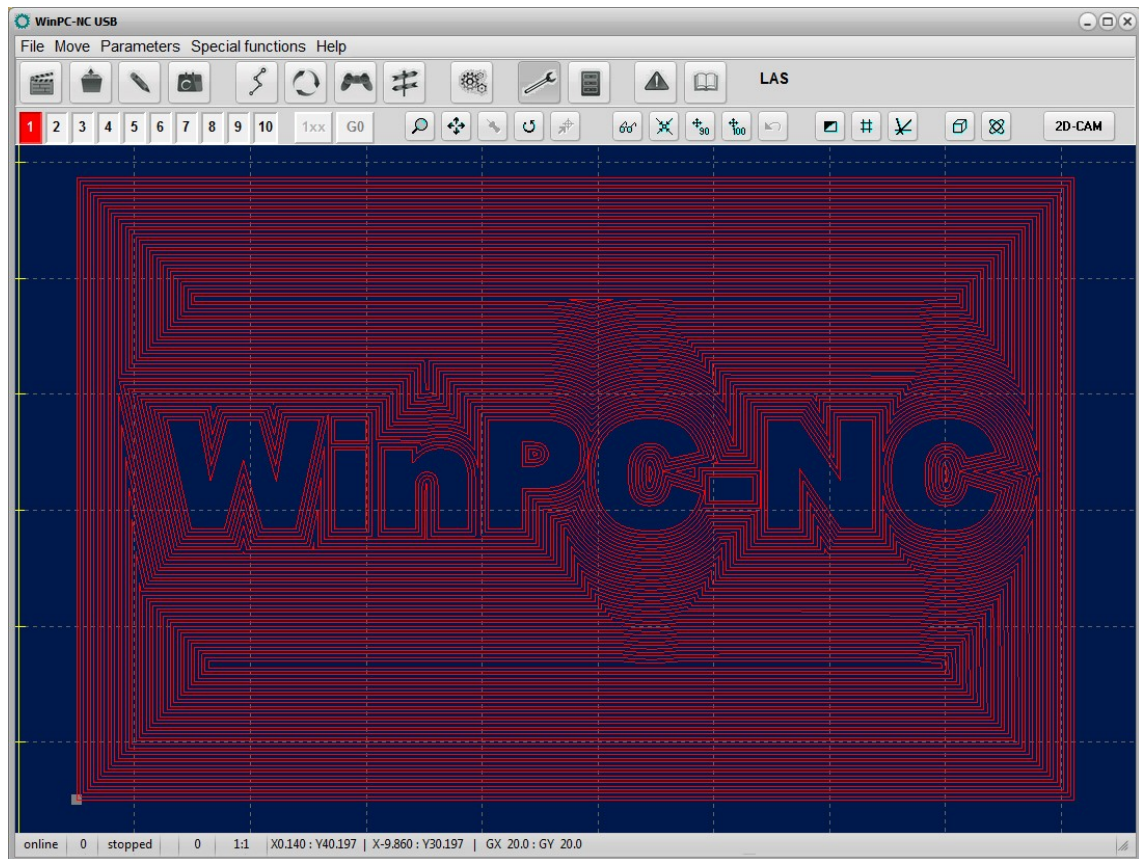 WinPC-NC USB
File Move Parameters Special functions Help
LAS
1 2 3 4 5 6 7 8 9 10 1xx G0 90 100 2D-CAM
WinPC-NC
online 0 stopped 0 1:1 X0.140 : Y40.197 | X-9.860 : Y30.197 | GX 20.0 : GY 20.0